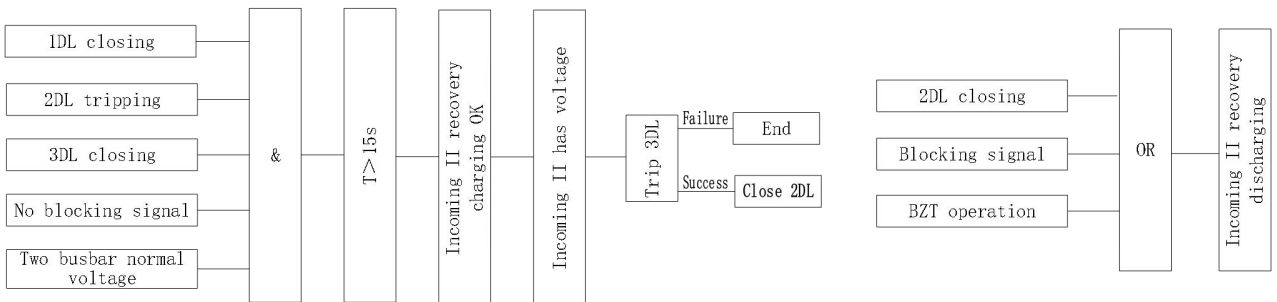 1DL closing
2DL tripping
3DL closing
No blocking signal
Two busbar normal
voltage
&
T>15s
Incoming II recovery
charging OK
Incoming II has voltage
Trip 3DL
Failure
End
Success
Close 2DL
2DL closing
Blocking signal
BZT operation
OR
Incoming II recovery
discharging